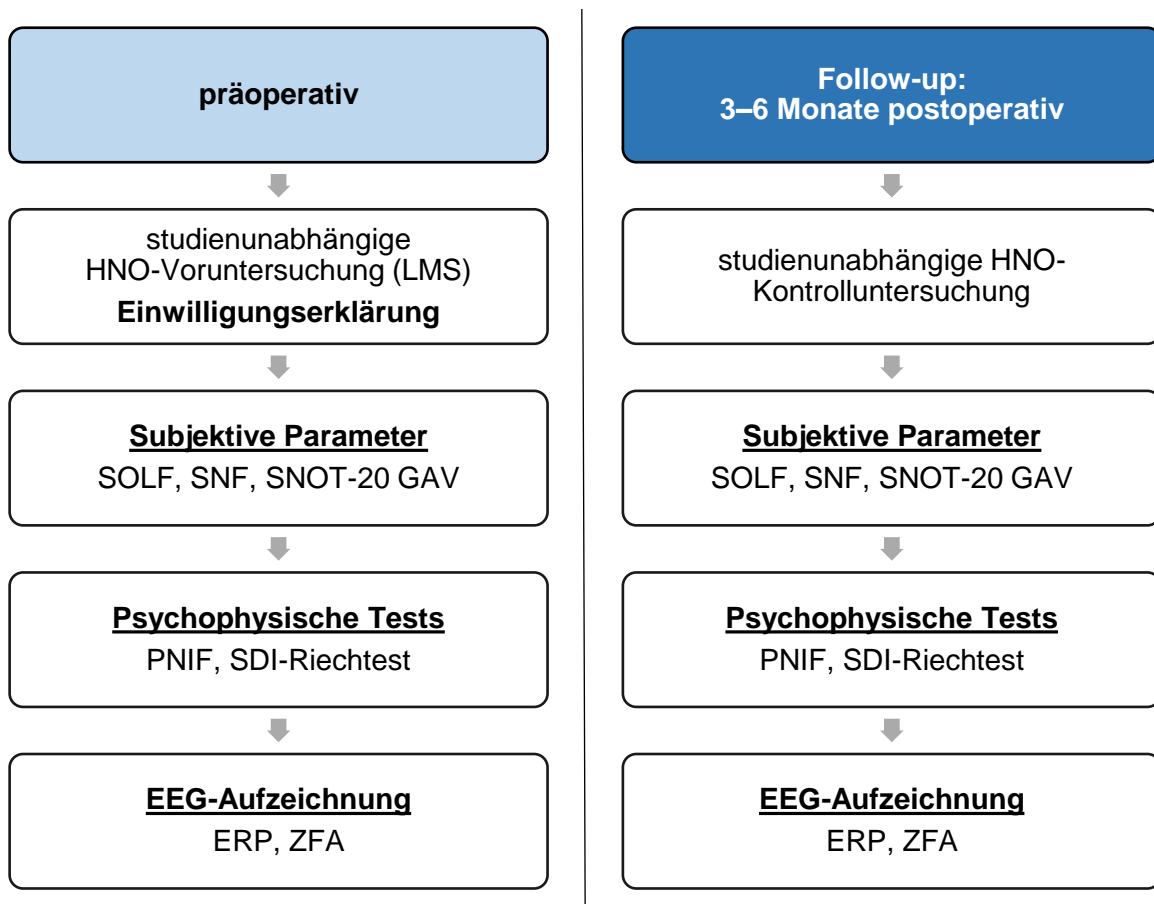 präoperativ
studienunabhängige
HNO-Voruntersuchung (LMS)
Einwilligungserklärung
Subjektive Parameter
SOLF, SNF, SNOT-20 GAV
Psychophysische Tests
PNIF, SDI-Riechtest
EEG-Aufzeichnung
ERP, ZFA
Follow-up:
3–6 Monate postoperativ
studienunabhängige HNO-
Kontrolluntersuchung
Subjektive Parameter
SOLF, SNF, SNOT-20 GAV
Psychophysische Tests
PNIF, SDI-Riechtest
EEG-Aufzeichnung
ERP, ZFA